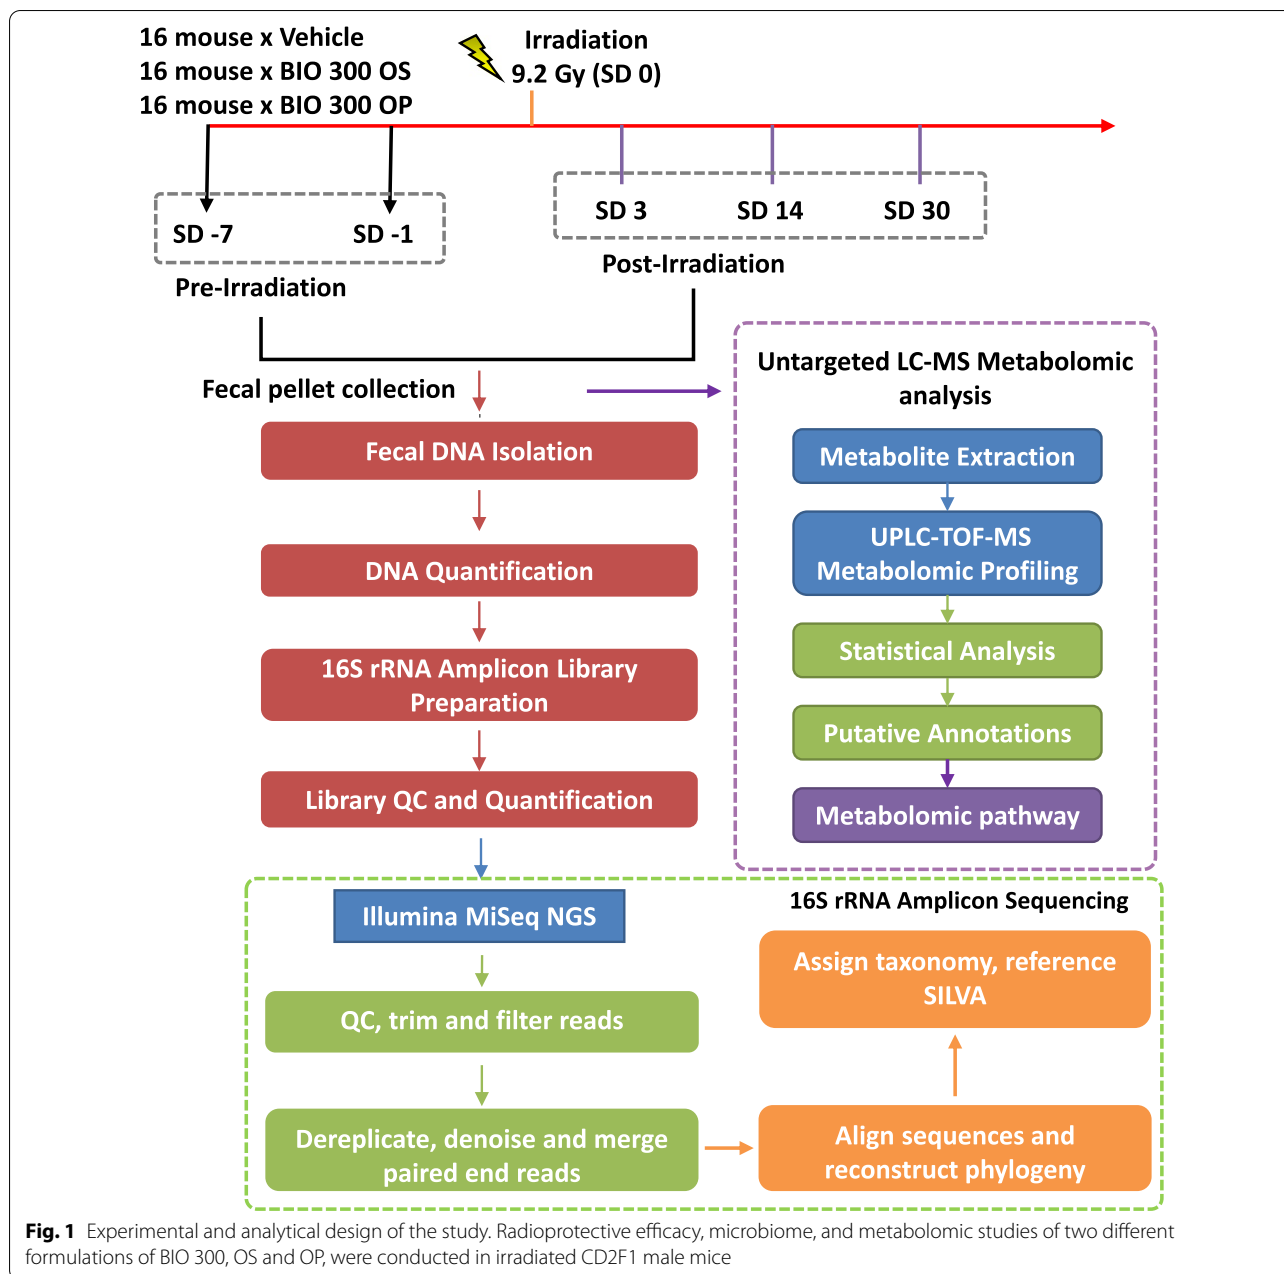 16 mouse x Vehicle
16 mouse x BIO 300 OS
16 mouse x BIO 300 OP
Irradiation
9.2 Gy (SD 0)
SD -7
SD -1
Pre-Irradiation
SD 3
SD 14
SD 30
Post-Irradiation
Fecal pellet collection
Fecal DNA Isolation
DNA Quantification
16S rRNA Amplicon Library
Preparation
Library QC and Quantification
Untargeted LC-MS Metabolomic
analysis
Metabolite Extraction
UPLC-TOF-MS
Metabolomic Profiling
Statistical Analysis
Putative Annotations
Metabolomic pathway
16S rRNA Amplicon Sequencing
Illumina MiSeq NGS
QC, trim and filter reads
Dereplicate, denoise and merge
paired end reads
Align sequences and
reconstruct phylogeny
Assign taxonomy, reference
SILVA
Fig. 1 Experimental and analytical design of the study. Radioprotective efficacy, microbiome, and metabolomic studies of two different
formulations of BIO 300, OS and OP, were conducted in irradiated CD2F1 male mice